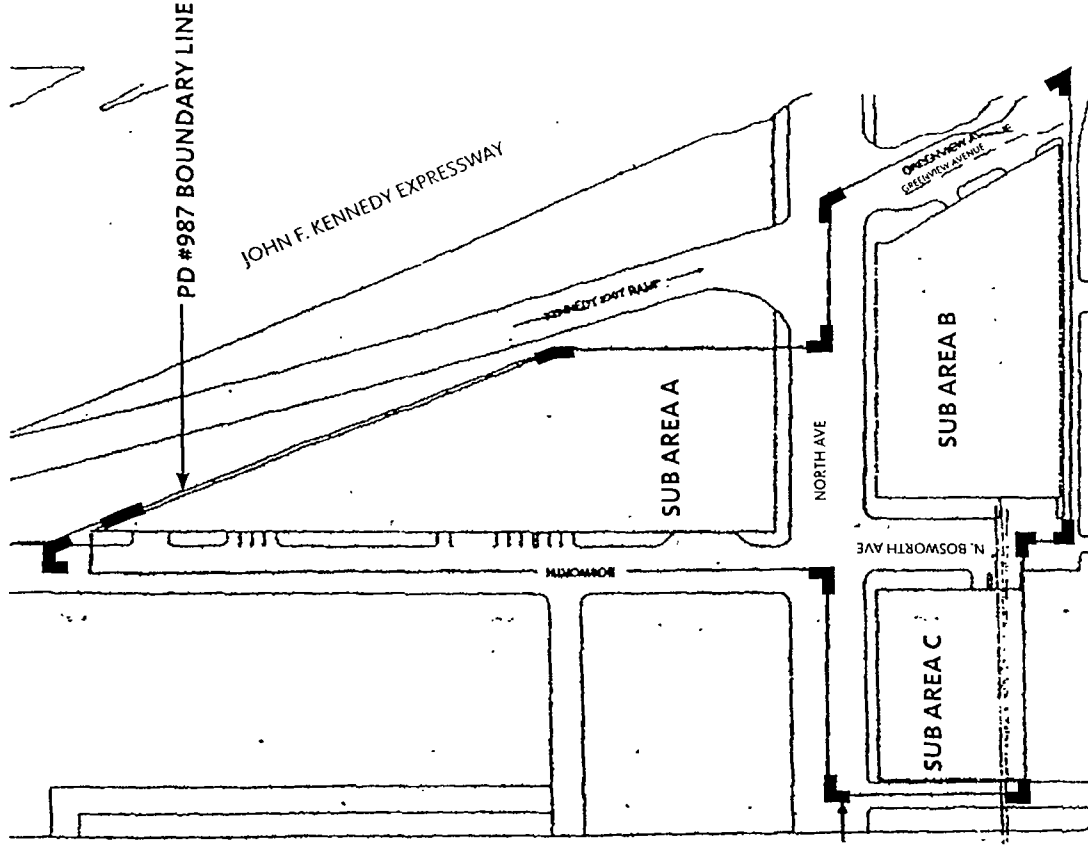 PD #987 BOUNDARY LINE
JOHN F. KENNEDY EXPRESSWAY
KENNEDY EXIT RAMP
GREENVIEW AVENUE
SUB AREA A
SUB AREA B
NORTH AVE
N. BOSWORTH AVE
BOSWORTH
SUB AREA C